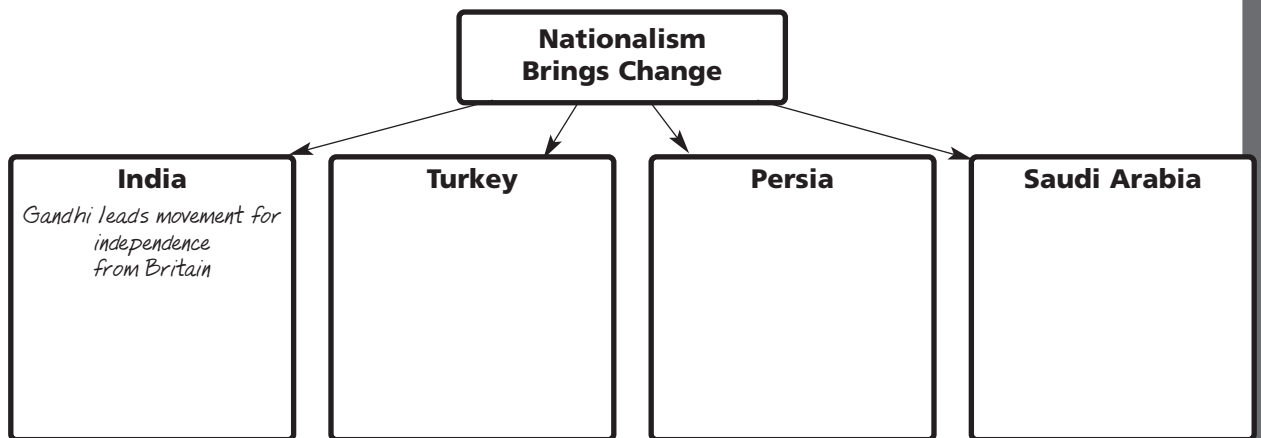 Nationalism
Brings Change
India
Gandhi leads movement for
independence
from Britain
Turkey
Persia
Saudi Arabia